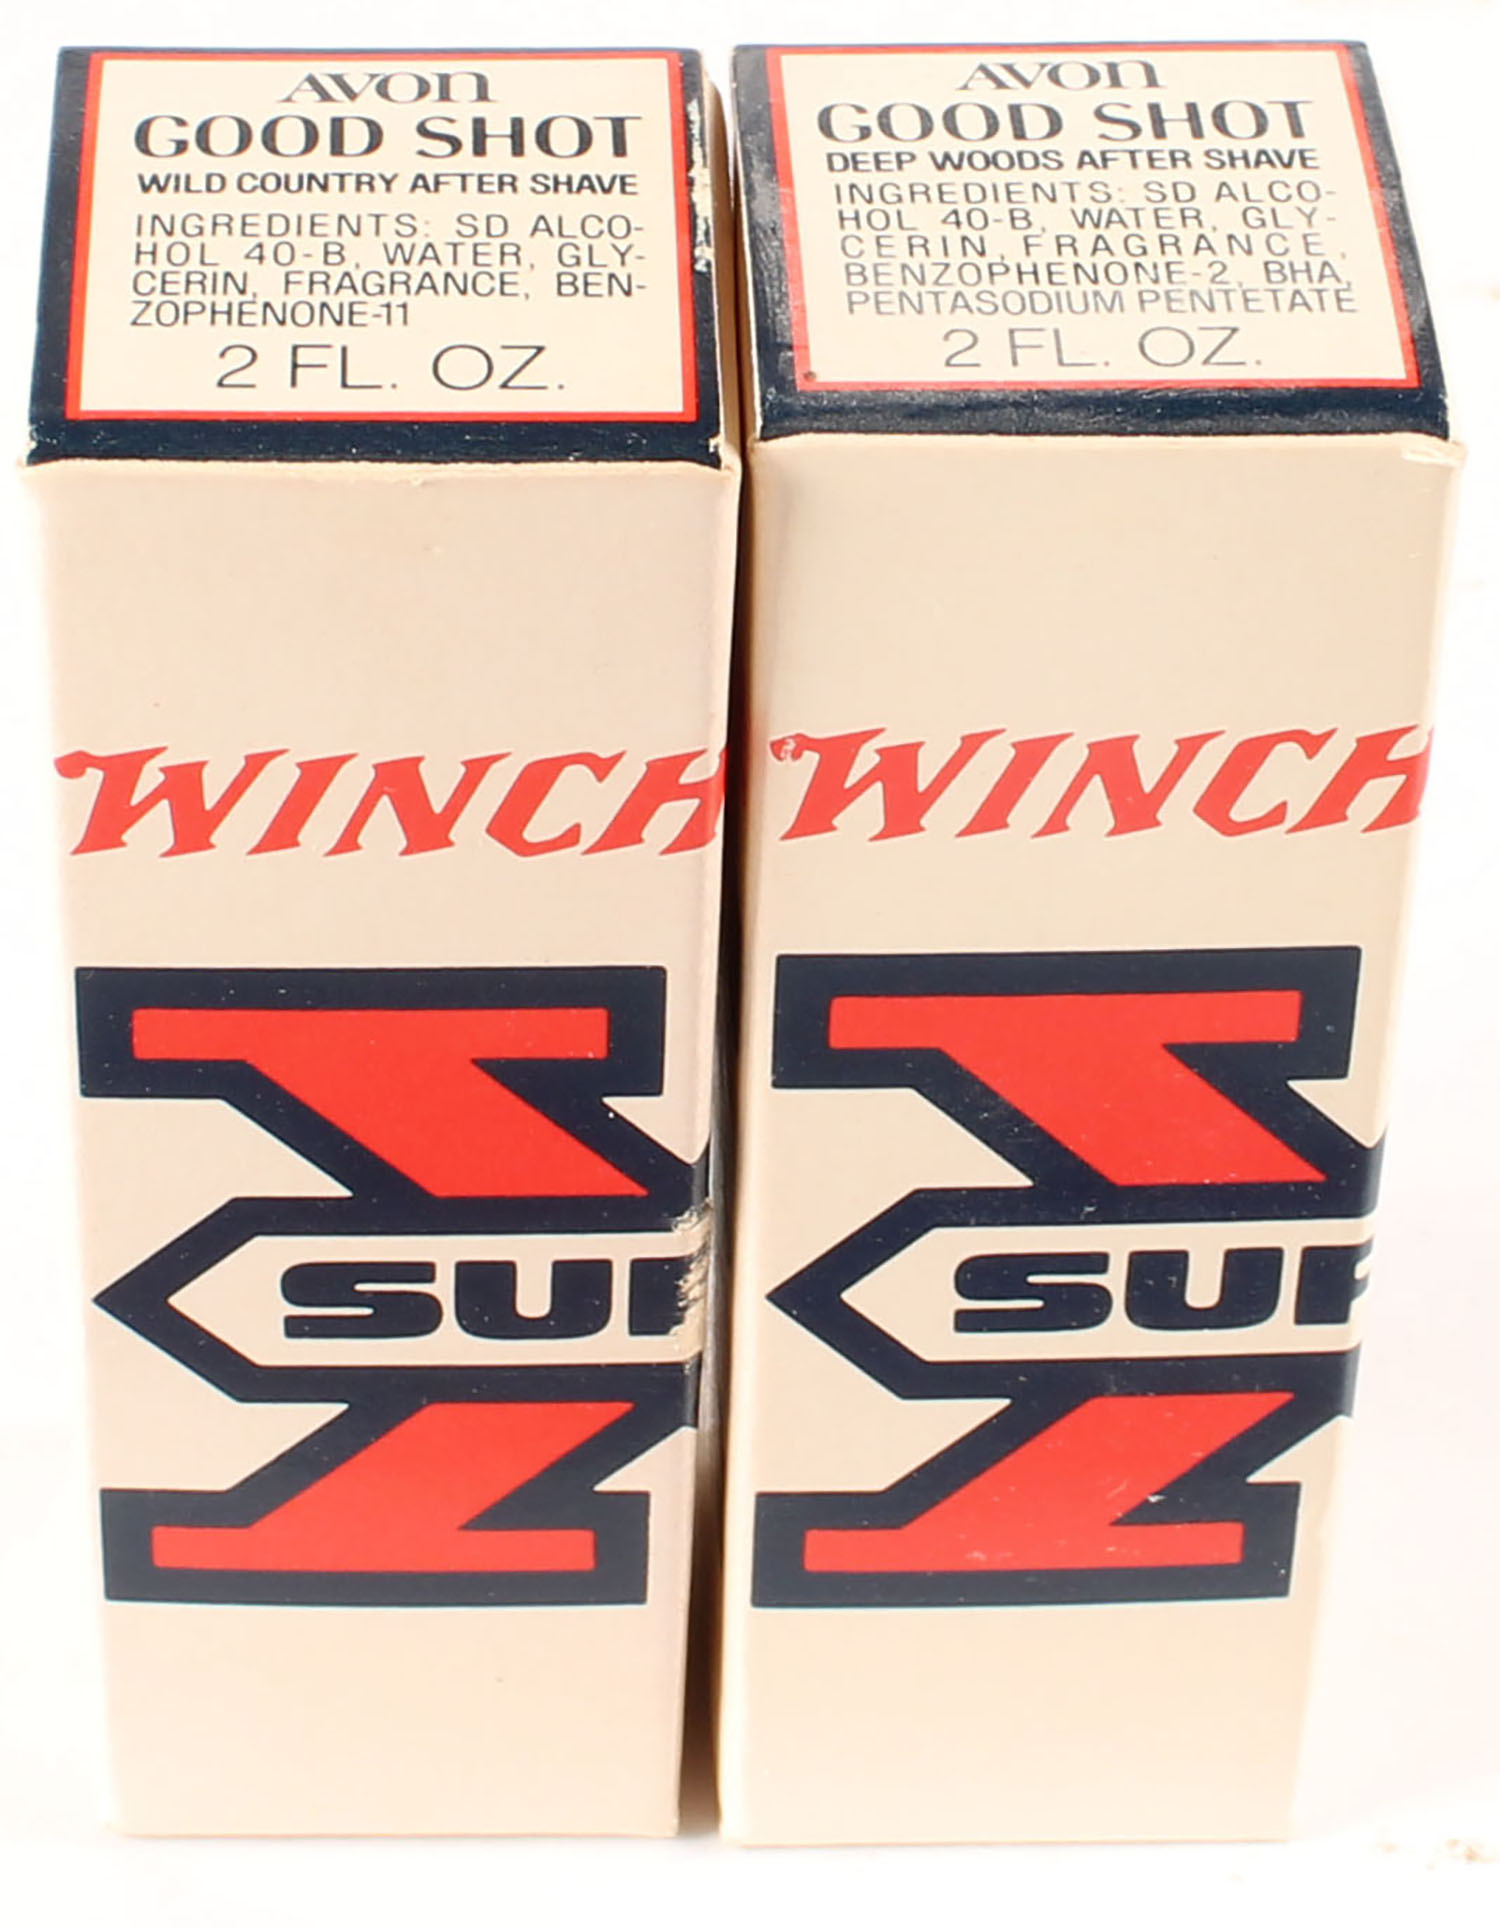 AVON
GOOD SHOT
WILD COUNTRY AFTER SHAVE
INGREDIENTS: SD ALCO-
HOL 40-B, WATER, GLY-
CERIN, FRAGRANCE, BEN-
ZOPHENONE-11
2 FL. OZ.
WINCH
SUP
AVON
GOOD SHOT
DEEP WOODS AFTER SHAVE
INGREDIENTS: SD ALCO-
HOL 40-B, WATER, GLY-
CERIN, FRAGRANCE,
BENZOPHENONE-2, BHA,
PENTASODIUM PENTETATE
2 FL. OZ.
WINCH
SUP